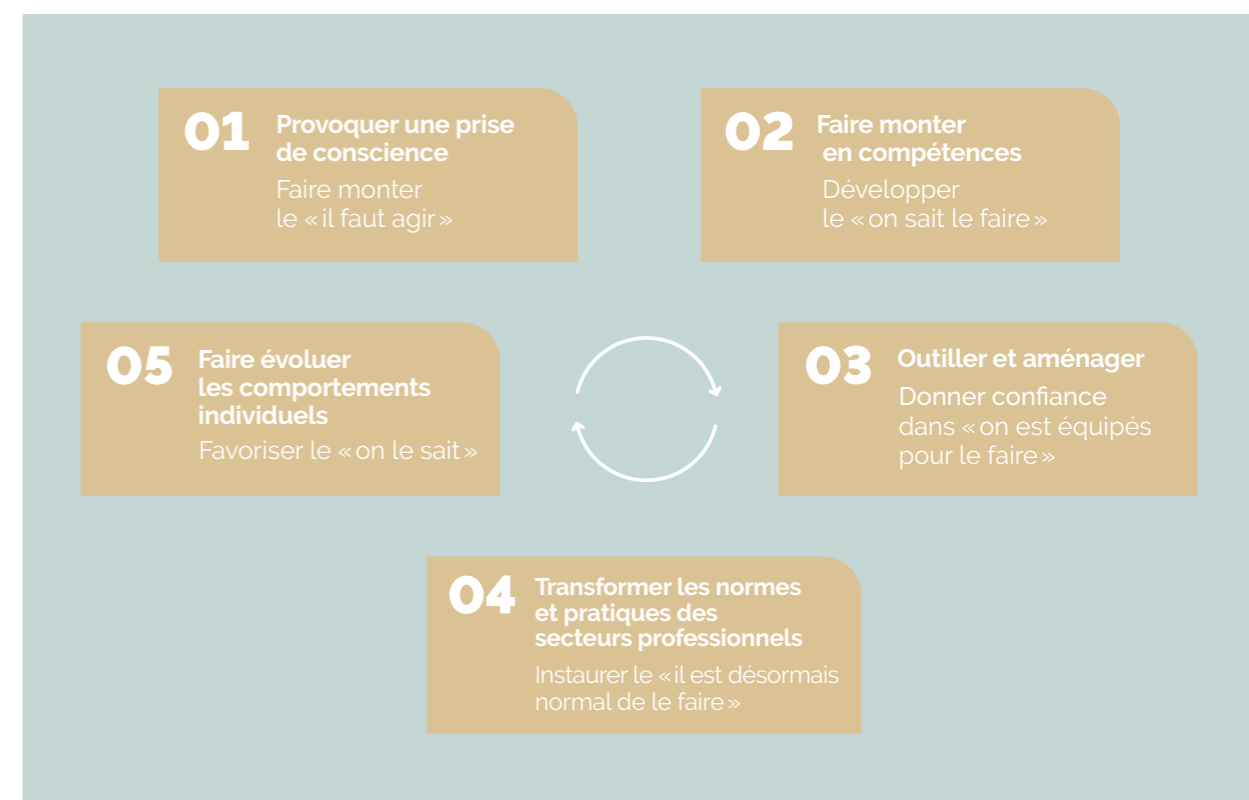 01
Provoquer une prise
de conscience
Faire monter
le « il faut agir »
02
Faire monter
en compétences
Développer
le « on sait le faire »
03
Outiller et aménager
Donner confiance
dans « on est équipés
pour le faire »
04
Transformer les normes
et pratiques des
secteurs professionnels
Instaurer le « il est désormais
normal de le faire »
05
Faire évoluer
les comportements
individuels
Favoriser le « on le sait »